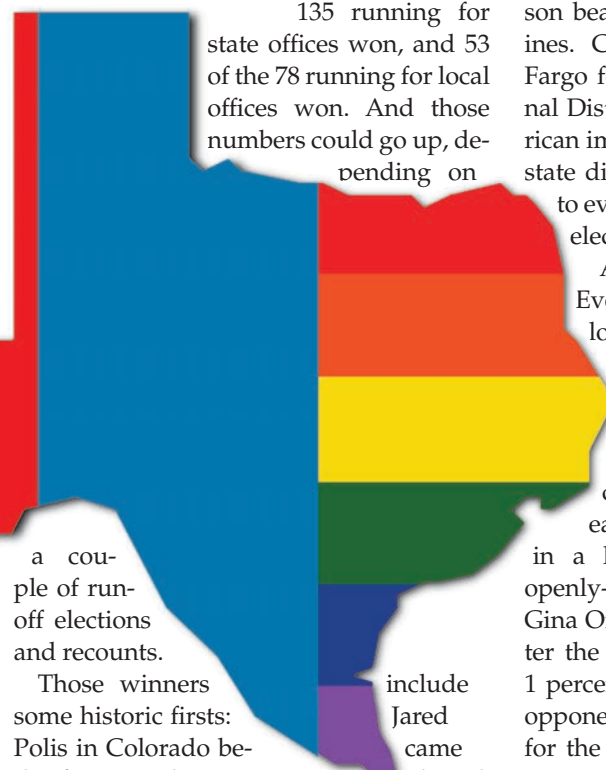 135 running for
state offices won, and 53
of the 78 running for local
offices won. And those
numbers could go up, de-
pending on
a cou-
ple of run-
off elections
and recounts.
Those winners include
some historic firsts: Jared
Polis in Colorado be- came
son bea
ines. C
Fargo f
nal Dis
rican im
state di
to ev
elec
A
Eve
lo
ea
in a
openly-
Gina O
ter the
1 perce
opponе
for the